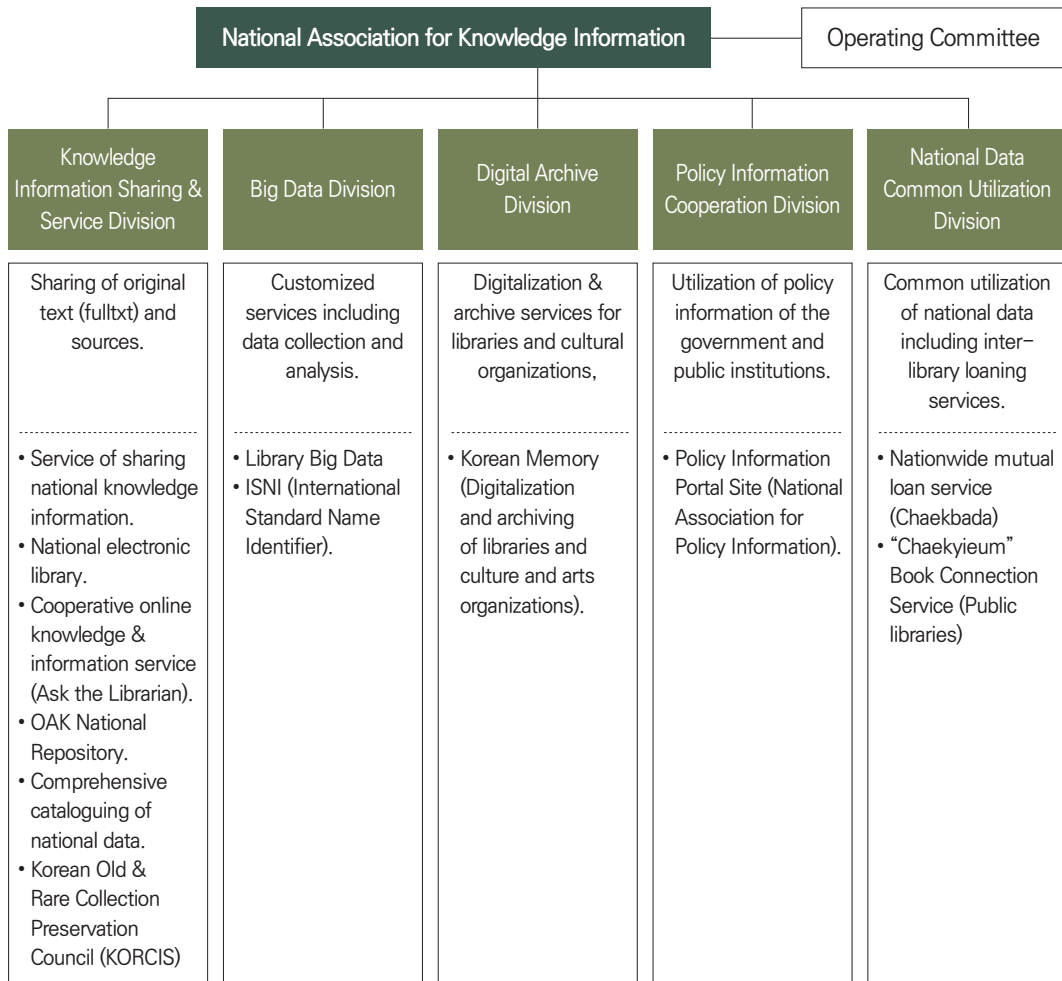 National Association for Knowledge Information
Operating Committee
Knowledge
Information Sharing &
Service Division
Big Data Division
Digital Archive
Division
Policy Information
Cooperation Division
National Data
Common Utilization
Division
Sharing of original
text (fulltxt) and
sources.
• Service of sharing
national knowledge
information.
• National electronic
library.
• Cooperative online
knowledge &
information service
(Ask the Librarian).
• OAK National
Repository.
• Comprehensive
cataloguing of
national data.
• Korean Old &
Rare Collection
Preservation
Council (KORCIS)
Customized
services including
data collection and
analysis.
• Library Big Data
• ISNI (International
Standard Name
Identifier).
Digitalization &
archive services for
libraries and cultural
organizations,
• Korean Memory
(Digitalization
and archiving
of libraries and
culture and arts
organizations).
Utilization of policy
information of the
government and
public institutions.
• Policy Information
Portal Site (National
Association for
Policy Information).
Common utilization
of national data
including inter-
library loaning
services.
• Nationwide mutual
loan service
(Chaekbada)
• “Chaekyieum”
Book Connection
Service (Public
libraries)